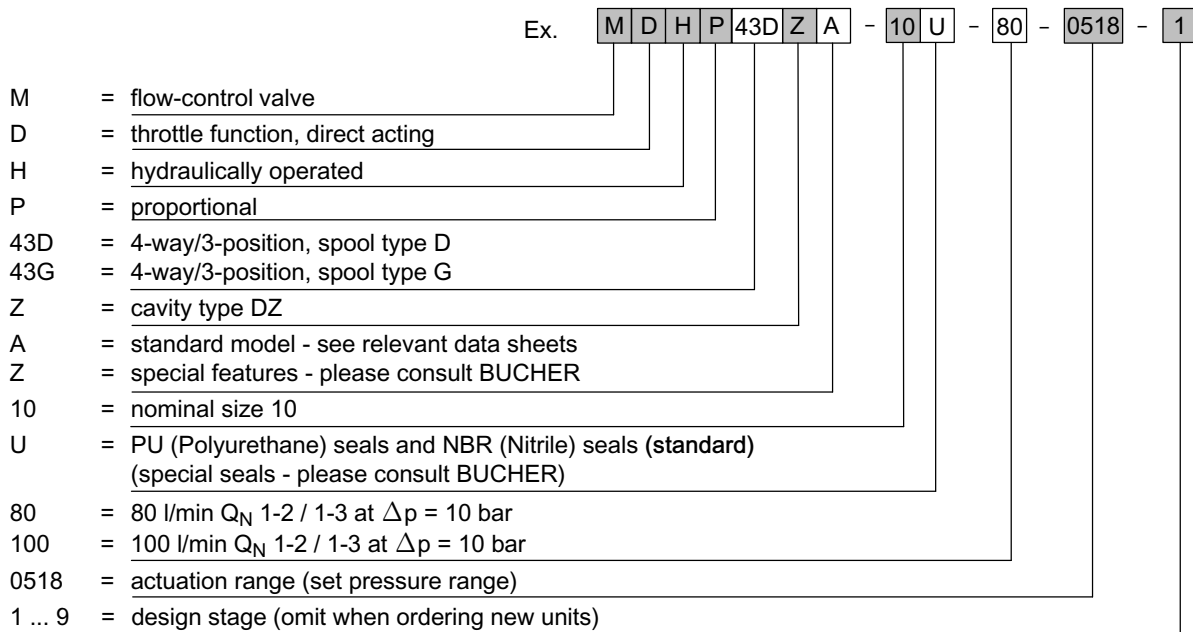 Ex. M D H P 43D Z A - 10 U - 80 - 0518 - 1
M = flow-control valve
D = throttle function, direct acting
H = hydraulically operated
P = proportional
43D = 4-way/3-position, spool type D
43G = 4-way/3-position, spool type G
Z = cavity type DZ
A = standard model - see relevant data sheets
Z = special features - please consult BUCHER
10 = nominal size 10
U = PU (Polyurethane) seals and NBR (Nitrile) seals (standard)
(special seals - please consult BUCHER)
80 = 80 l/min QN 1-2 / 1-3 at Δp = 10 bar
100 = 100 l/min QN 1-2 / 1-3 at Δp = 10 bar
0518 = actuation range (set pressure range)
1 ... 9 = design stage (omit when ordering new units)